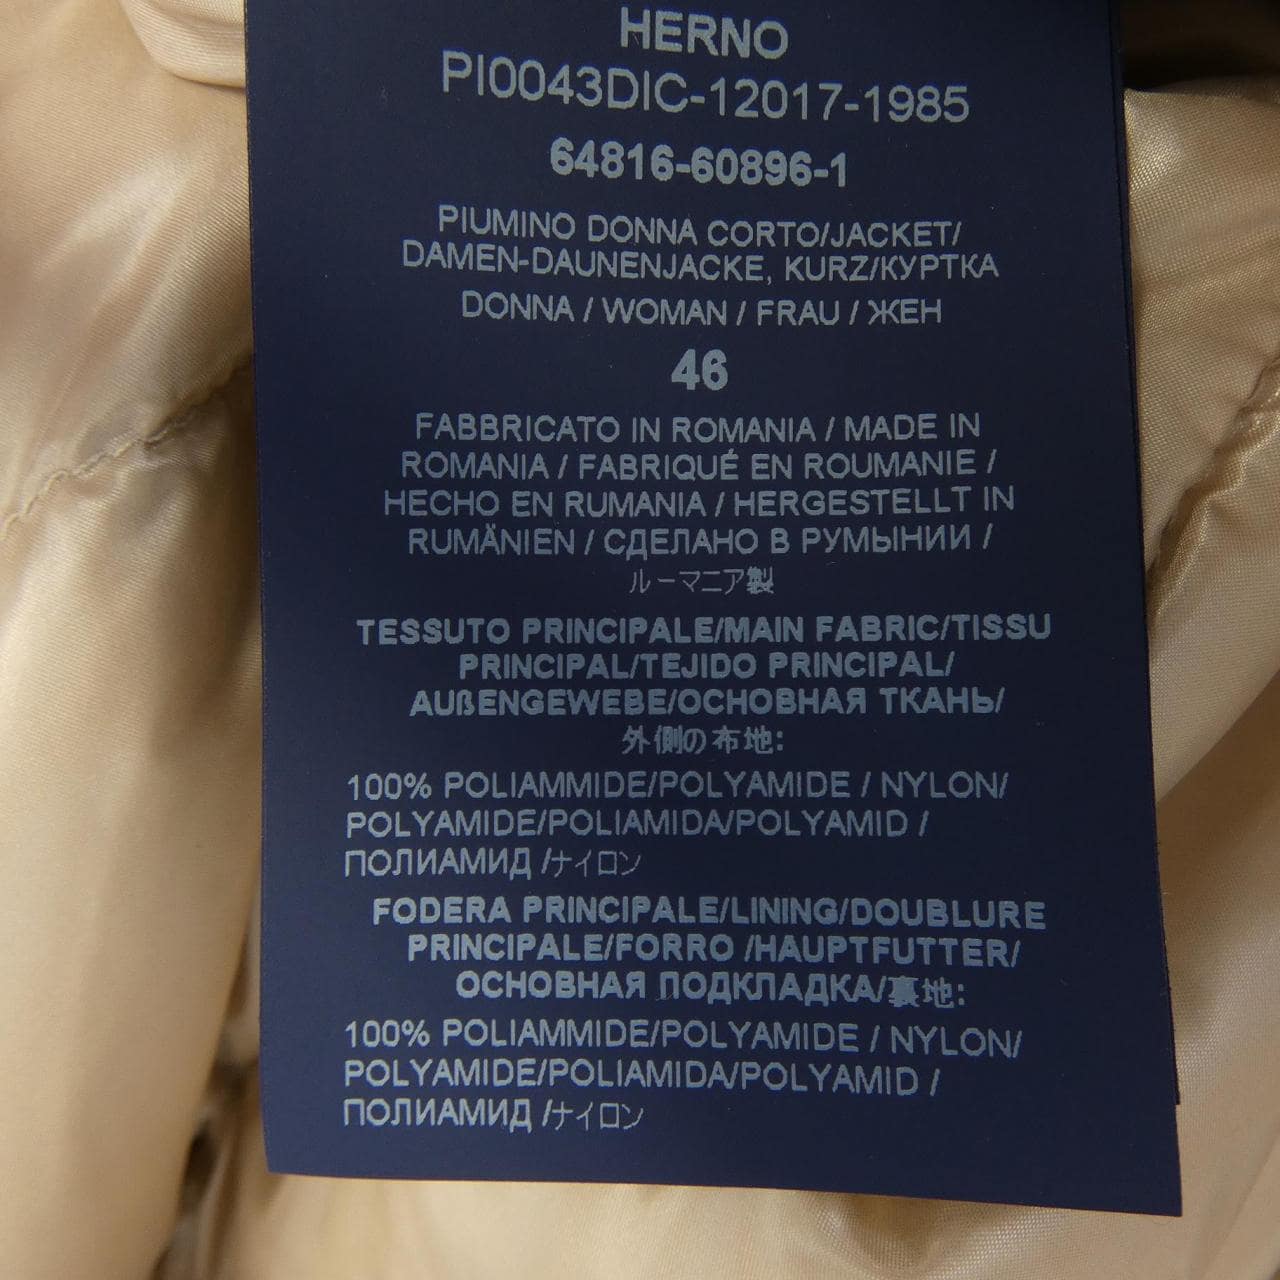 HERNO
PI0043DIC-12017-1985
64816-60896-1
PIUMINO DONNA CORTO/JACKET/
DAMEN-DAUNENJACKE, KURZ/КУРТКА
DONNA / WOMAN / FRAU / ЖЕН
46
FABBRICATO IN ROMANIA / MADE IN
ROMANIA / FABRIQUÉ EN ROUMANIE /
HECHO EN RUMANIA / HERGESTELLT IN
RUMÄNIEN / СДЕЛАНО В РУМЫНИИ /
ルーマニア製
TESSUTO PRINCIPALE/MAIN FABRIC/TISSU
PRINCIPAL/TEJIDO PRINCIPAL/
AUßENGEWEBE/ОСНОВНАЯ ТКАНЬ/
外側の布地:
100% POLIAMMIDE/POLYAMIDE / NYLON/
POLYAMIDE/POLIAMIDA/POLYAMID /
ПОЛИАМИД /ナイロン
FODERA PRINCIPALE/LINING/DOUBLURE
PRINCIPALE/FORRO /HAUPTFUTTER/
ОСНОВНАЯ ПОДКЛАДКА/裏地:
100% POLIAMMIDE/POLYAMIDE / NYLON/
POLYAMIDE/POLIAMIDA/POLYAMID /
ПОЛИАМИД /ナイロン